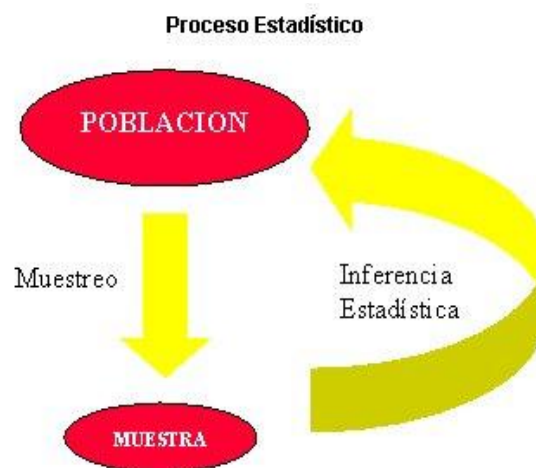 Proceso Estadístico
POBLACION
Muestreo
Inferencia
Estadística
MUESTRA